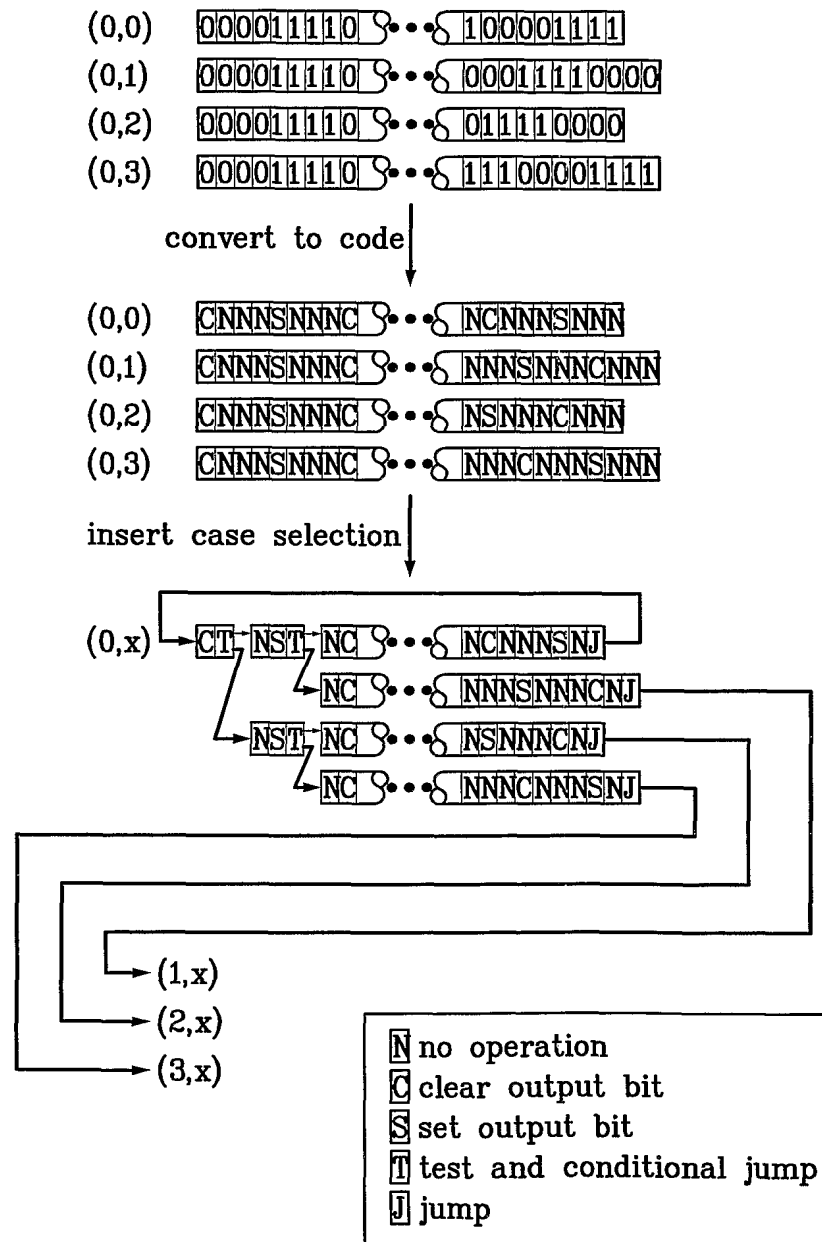 (0,0) 000011110 ••• 100001111
(0,1) 000011110 ••• 00011110000
(0,2) 000011110 ••• 011110000
(0,3) 000011110 ••• 11100001111
convert to code
(0,0) CNNNSNNNC ••• NCNNNSNNN
(0,1) CNNNSNNNC ••• NNNSNNNCNNN
(0,2) CNNNSNNNC ••• NSNNNCNNN
(0,3) CNNNSNNNC ••• NNNCNNNSNNN
insert case selection
(0,x) CT NST NC ••• NCNNNSNJ
NC ••• NNNSNNNCNJ
NST NC ••• NSNNNCNJ
NC ••• NNNCNNNSNJ
(1,x)
(2,x)
(3,x)
N no operation
C clear output bit
S set output bit
T test and conditional jump
J jump